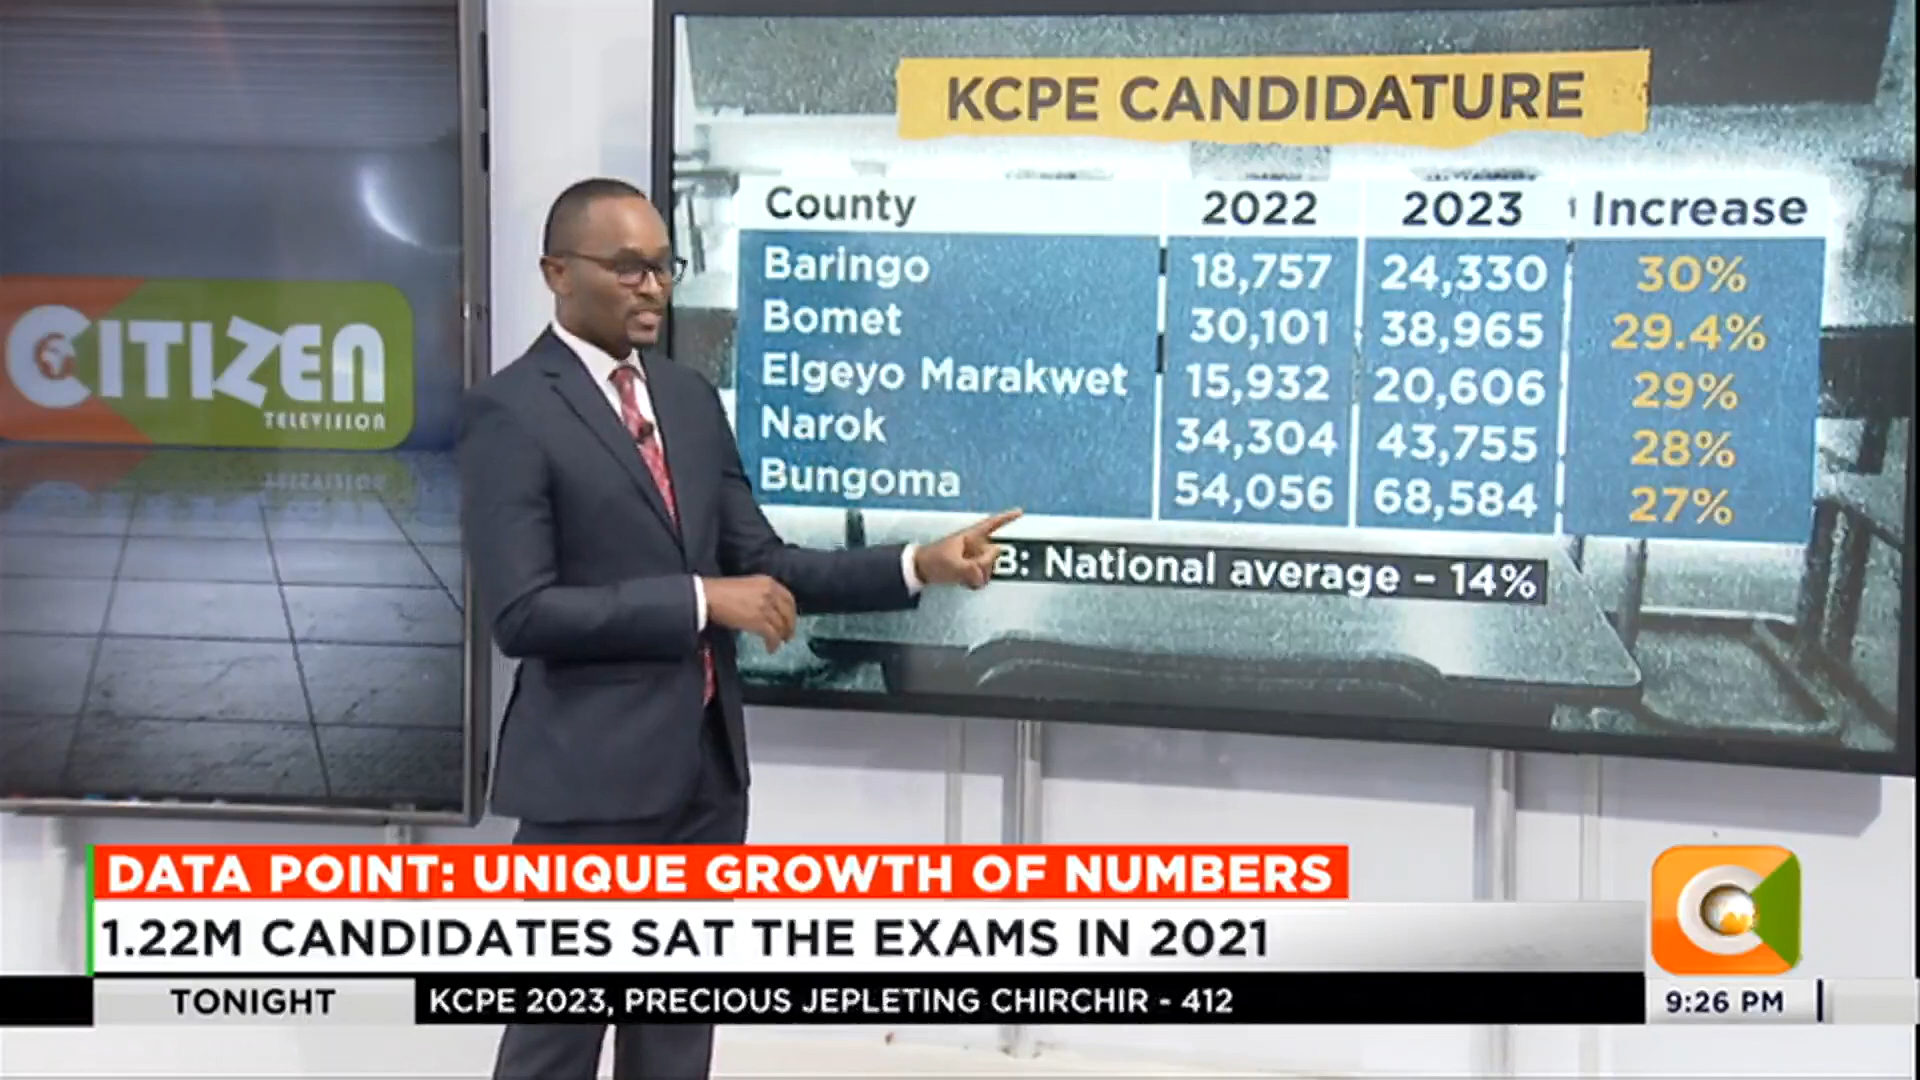 CITIZEN
TELEVISION
KCPE CANDIDATURE
County 2022 2023 Increase
Baringo 18,757 24,330 30%
Bomet 30,101 38,965 29.4%
Elgeyo Marakwet 15,932 20,606 29%
Narok 34,304 43,755 28%
Bungoma 54,056 68,584 27%
B: National average – 14%
DATA POINT: UNIQUE GROWTH OF NUMBERS
1.22M CANDIDATES SAT THE EXAMS IN 2021
TONIGHT KCPE 2023, PRECIOUS JEPLETING CHIRCHIR - 412
9:26 PM